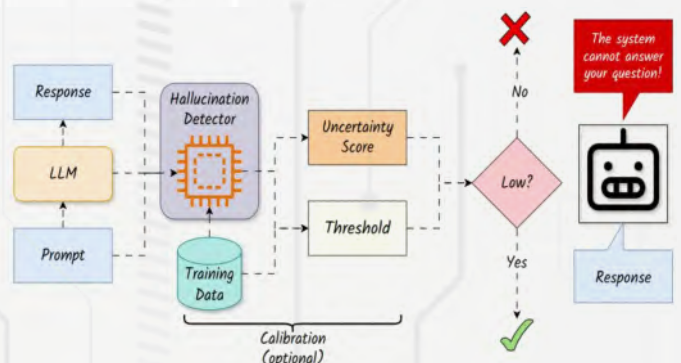 Response
LLM
Prompt
Hallucination
Detector
Training
Data
Uncertainty
Score
Threshold
Calibration
(optional)
No
Low?
Yes
The system
cannot answer
your question!
Response